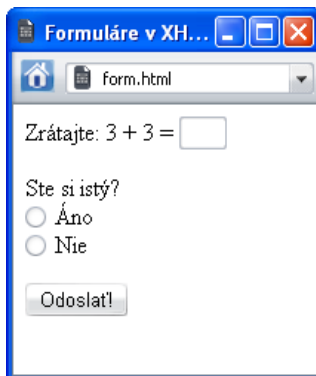 Formuláre v XH...
form.html
Zrátajte: 3 + 3 =
Ste si istý?
Áno
Nie
Odoslať!